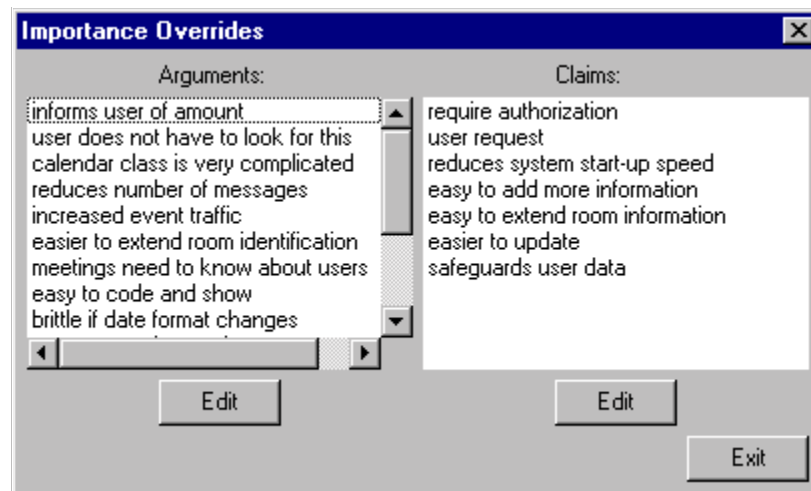 Importance Overrides
Arguments:
informs user of amount
user does not have to look for this
calendar class is very complicated
reduces number of messages
increased event traffic
easier to extend room identification
meetings need to know about users
easy to code and show
brittle if date format changes
Edit
Claims:
require authorization
user request
reduces system start-up speed
easy to add more information
easy to extend room information
easier to update
safeguards user data
Edit
Exit